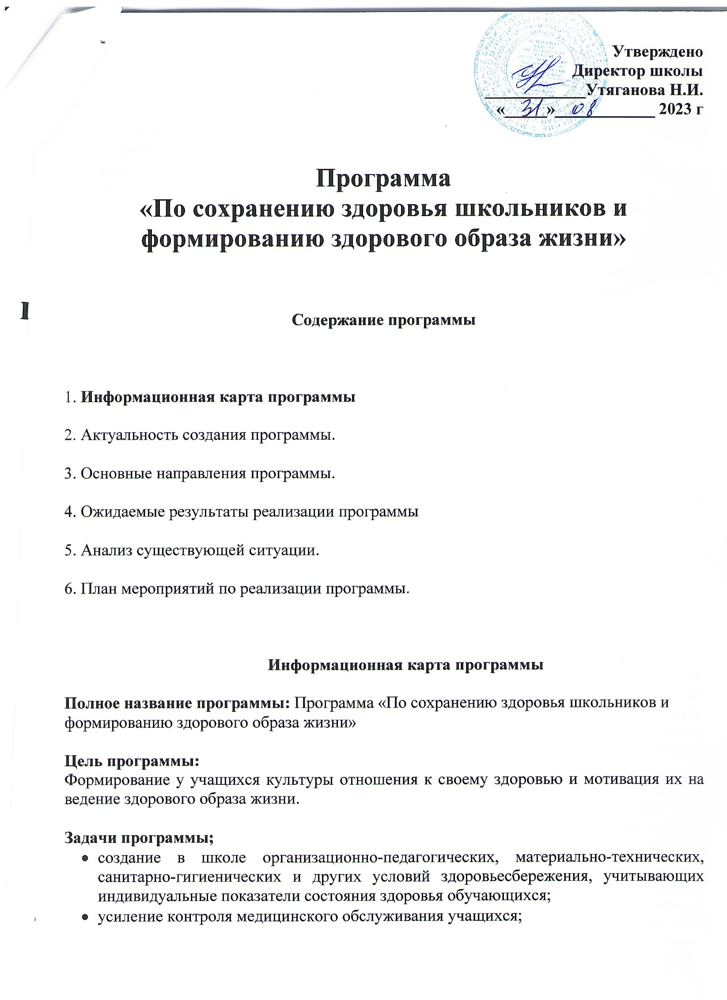 Утверждено
Директор школы
____________Утяганова Н.И.
«31» 08 2023 г
Программа
«По сохранению здоровья школьников и
формированию здорового образа жизни»
Содержание программы
1. Информационная карта программы
2. Актуальность создания программы.
3. Основные направления программы.
4. Ожидаемые результаты реализации программы
5. Анализ существующей ситуации.
6. План мероприятий по реализации программы.
Информационная карта программы
Полное название программы: Программа «По сохранению здоровья школьников и
формированию здорового образа жизни»
Цель программы:
Формирование у учащихся культуры отношения к своему здоровью и мотивация их на
ведение здорового образа жизни.
Задачи программы;
• создание в школе организационно-педагогических, материально-технических,
санитарно-гигиенических и других условий здоровьесбережения, учитывающих
индивидуальные показатели состояния здоровья обучающихся;
• усиление контроля медицинского обслуживания учащихся;